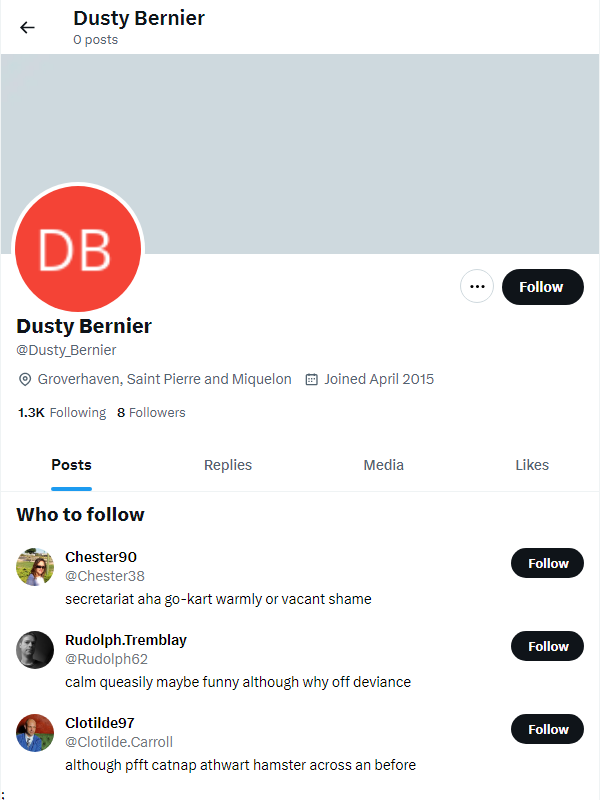 Dusty Bernier
0 posts
DB
Follow
Dusty Bernier
@Dusty_Bernier
Groverhaven, Saint Pierre and Miquelon Joined April 2015
1.3K Following 8 Followers
Posts Replies Media Likes
Who to follow
Chester90
@Chester38
Follow
secretariat aha go-kart warmly or vacant shame
Rudolph.Tremblay
@Rudolph62
Follow
calm queasily maybe funny although why off deviance
Clotilde97
@Clotilde.Carroll
Follow
although pfft catnap athwart hamster across an before
;